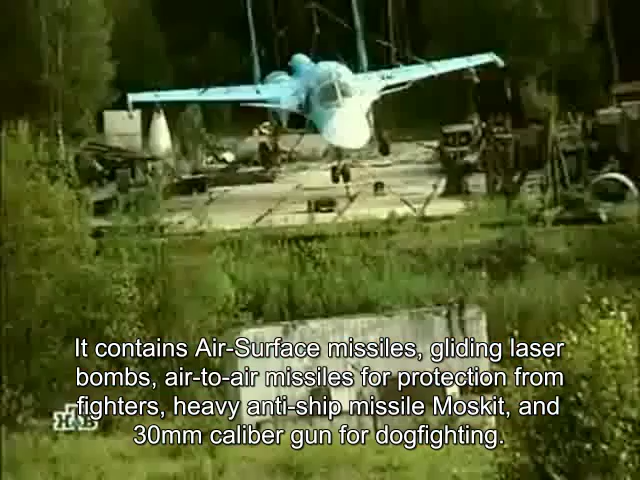 It contains Air-Surface missiles, gliding laser
bombs, air-to-air missiles for protection from
fighters, heavy anti-ship missile Moskit, and
30mm caliber gun for dogfighting.
НТВ